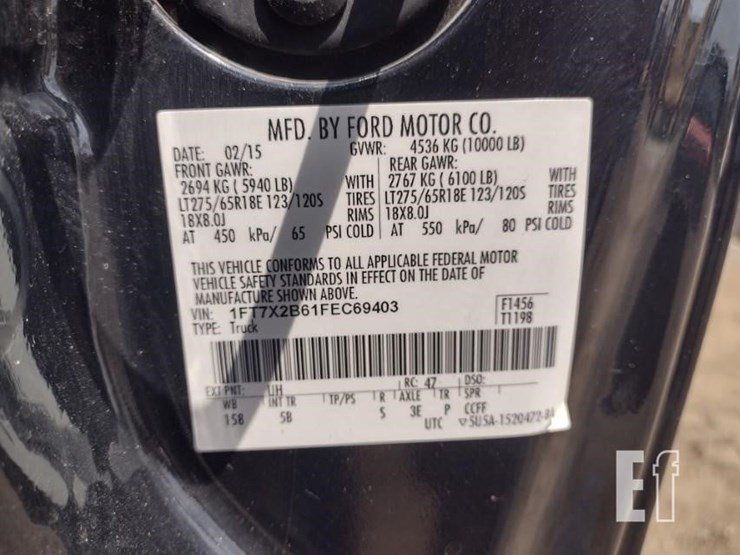 MFD. BY FORD MOTOR CO.
DATE: 02/15 GVWR: 4536 KG (10000 LB)
FRONT GAWR: REAR GAWR:
2694 KG ( 5940 LB) WITH 2767 KG ( 6100 LB) WITH
LT275/65R18E 123/120S TIRES LT275/65R18E 123/120S TIRES
18X8.0J RIMS 18X8.0J RIMS
AT 450 kPa/ 65 PSI COLD AT 550 kPa/ 80 PSI COLD
THIS VEHICLE CONFORMS TO ALL APPLICABLE FEDERAL MOTOR
VEHICLE SAFETY STANDARDS IN EFFECT ON THE DATE OF
MANUFACTURE SHOWN ABOVE.
VIN: 1FT7X2B61FEC69403 F1456
TYPE: Truck T1198
EXT PNT: UH RC: 47 DSO:
WB INT TR TP/PS R AXLE TR SPR
158 5B S 3E P CCFF
UTC 5U5A-1520472-
Ef